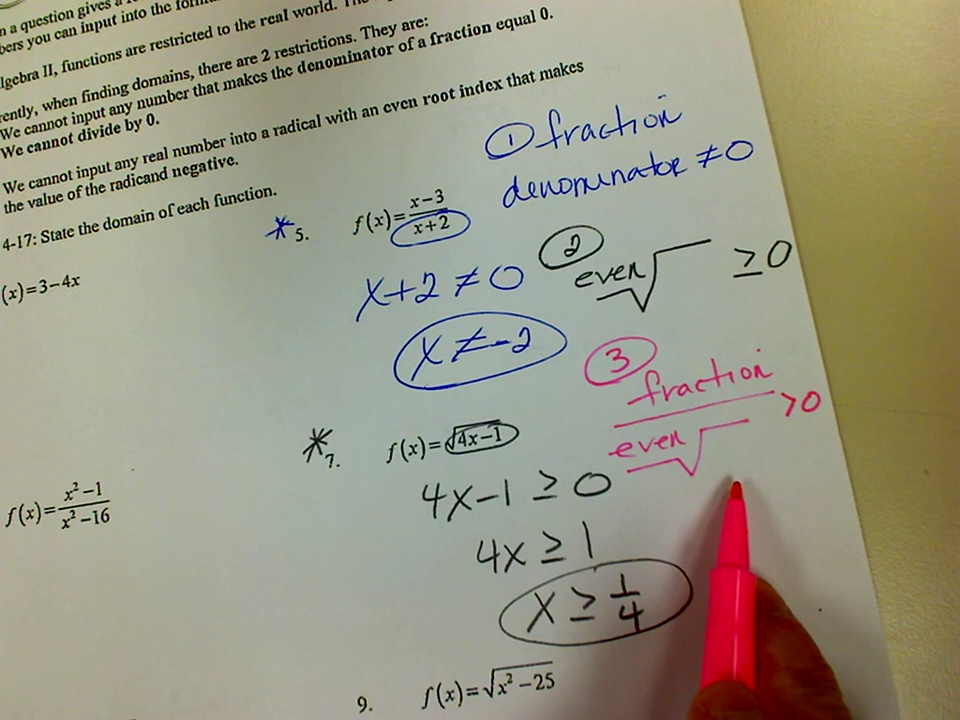 n a question gives a
bers you can input into the
lgebra II, functions are restricted to the real world.
rently, when finding domains, there are 2 restrictions. They are:
We cannot input any number that makes the denominator of a fraction equal 0.
We cannot divide by 0.
We cannot input any real number into a radical with an even root index that makes
the value of the radicand negative.
4-17: State the domain of each function.
(x)=3−4x
f(x)=x²−1/x²−16
① fraction
denominator ≠0
*5. f(x)=x−3/x+2
x+2≠0
x≠-2
② even√ ≥0
③ fraction
even√ >0
*7. f(x)=√4x−1
4x−1≥0
4x≥1
x≥1/4
9. f(x)=√x²−25